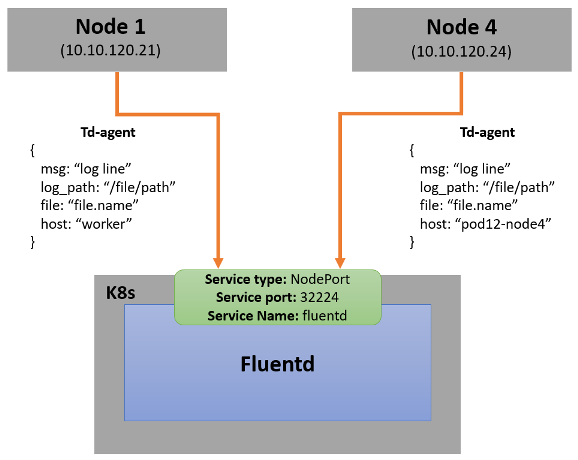 Node 1
(10.10.120.21)
Node 4
(10.10.120.24)
Td-agent
{
msg: “log line”
log_path: “/file/path”
file: “file.name”
host: “worker”
}
Td-agent
{
msg: “log line”
log_path: “/file/path”
file: “file.name”
host: “pod12-node4”
}
K8s
Service type: NodePort
Service port: 32224
Service Name: fluentd
Fluentd